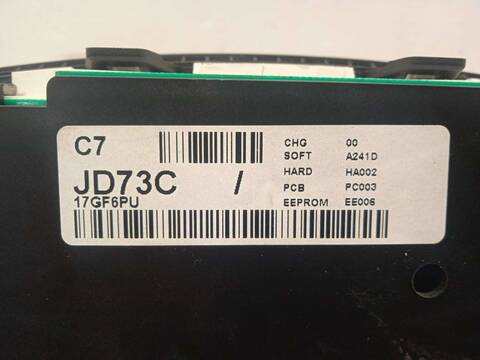 C7
CHG 00
SOFT A241D
JD73C /
HARD HA002
17GF6PU
PCB PC003
EEPROM EE006